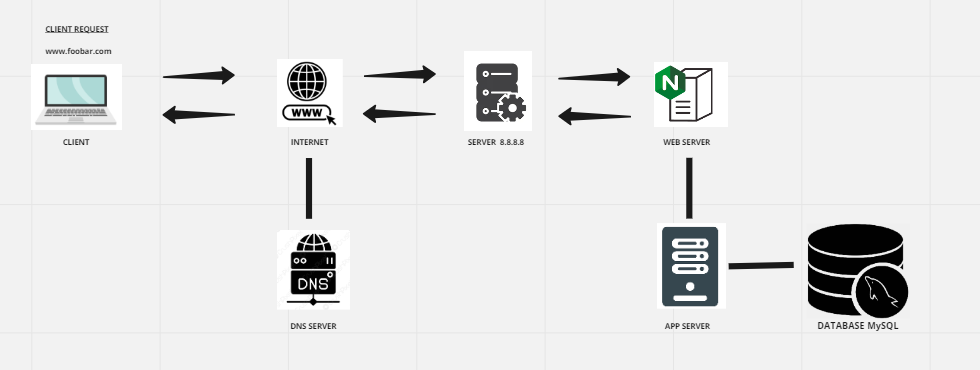 CLIENT REQUEST
www.foobar.com
WWW
N
CLIENT
INTERNET
SERVER 8.8.8.8
WEB SERVER
DNS
DNS SERVER
APP SERVER
DATABASE MySQL